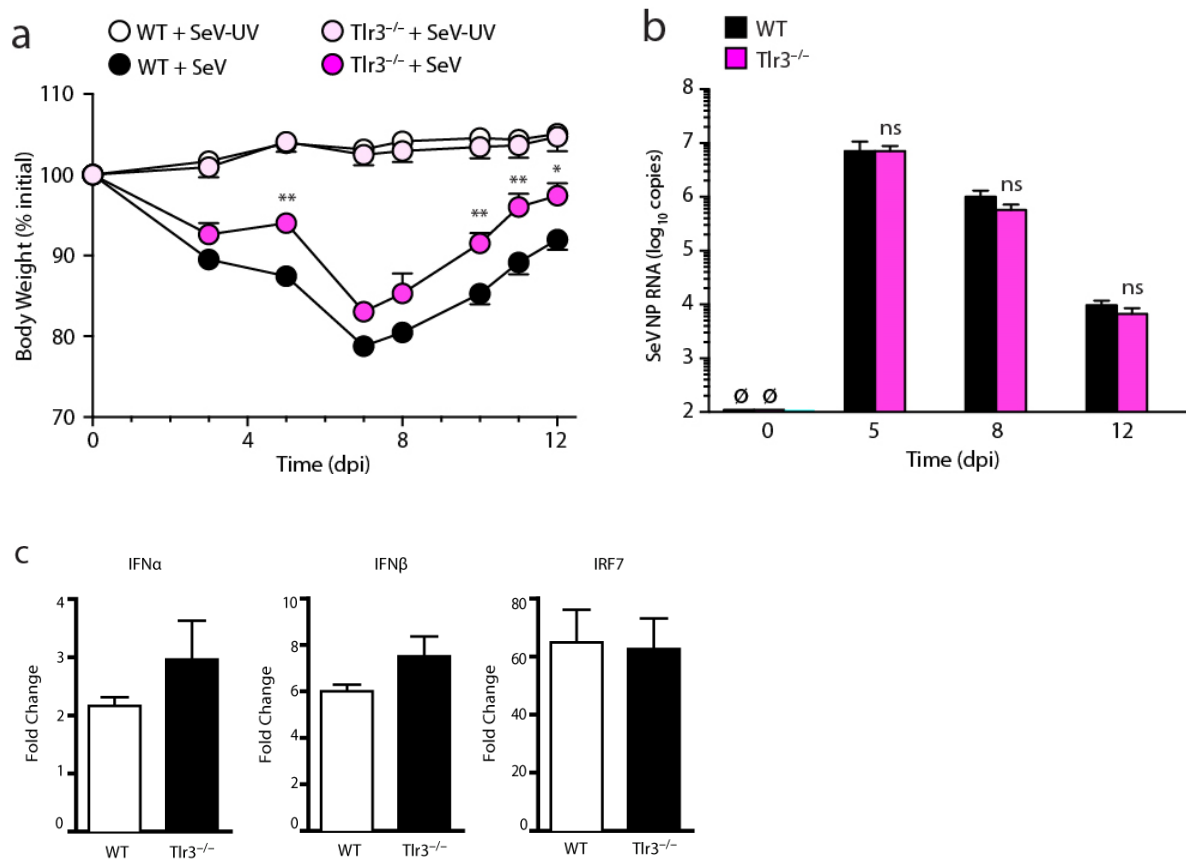 a
WT + SeV-UV
Tlr3⁻/⁻ + SeV-UV
WT + SeV
Tlr3⁻/⁻ + SeV
110
100
90
80
70
Body Weight (% initial)
**
**
**
*
0
4
8
12
Time (dpi)
b
WT
Tlr3⁻/⁻
8
7
6
5
4
3
2
SeV NP RNA (log₁₀ copies)
ø ø
ns
ns
ns
0
5
8
12
Time (dpi)
c
IFNα
4
3
2
1
0
Fold Change
WT
Tlr3⁻/⁻
IFNβ
10
8
6
4
2
0
Fold Change
WT
Tlr3⁻/⁻
IRF7
80
60
40
20
0
Fold Change
WT
Tlr3⁻/⁻